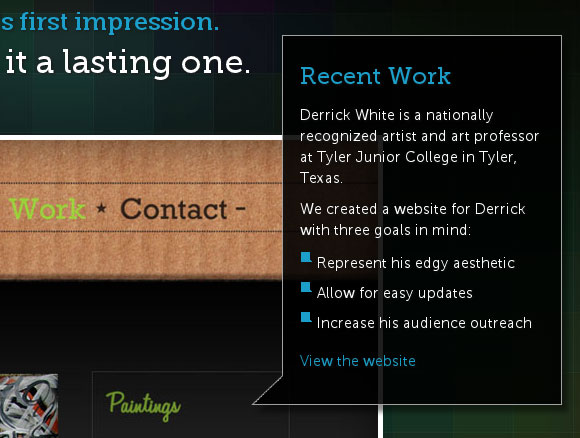 s first impression.
it a lasting one.
Recent Work
Derrick White is a nationally
recognized artist and art professor
at Tyler Junior College in Tyler,
Texas.
We created a website for Derrick
with three goals in mind:
Represent his edgy aesthetic
Allow for easy updates
Increase his audience outreach
View the website
Work ★ Contact -
Paintings